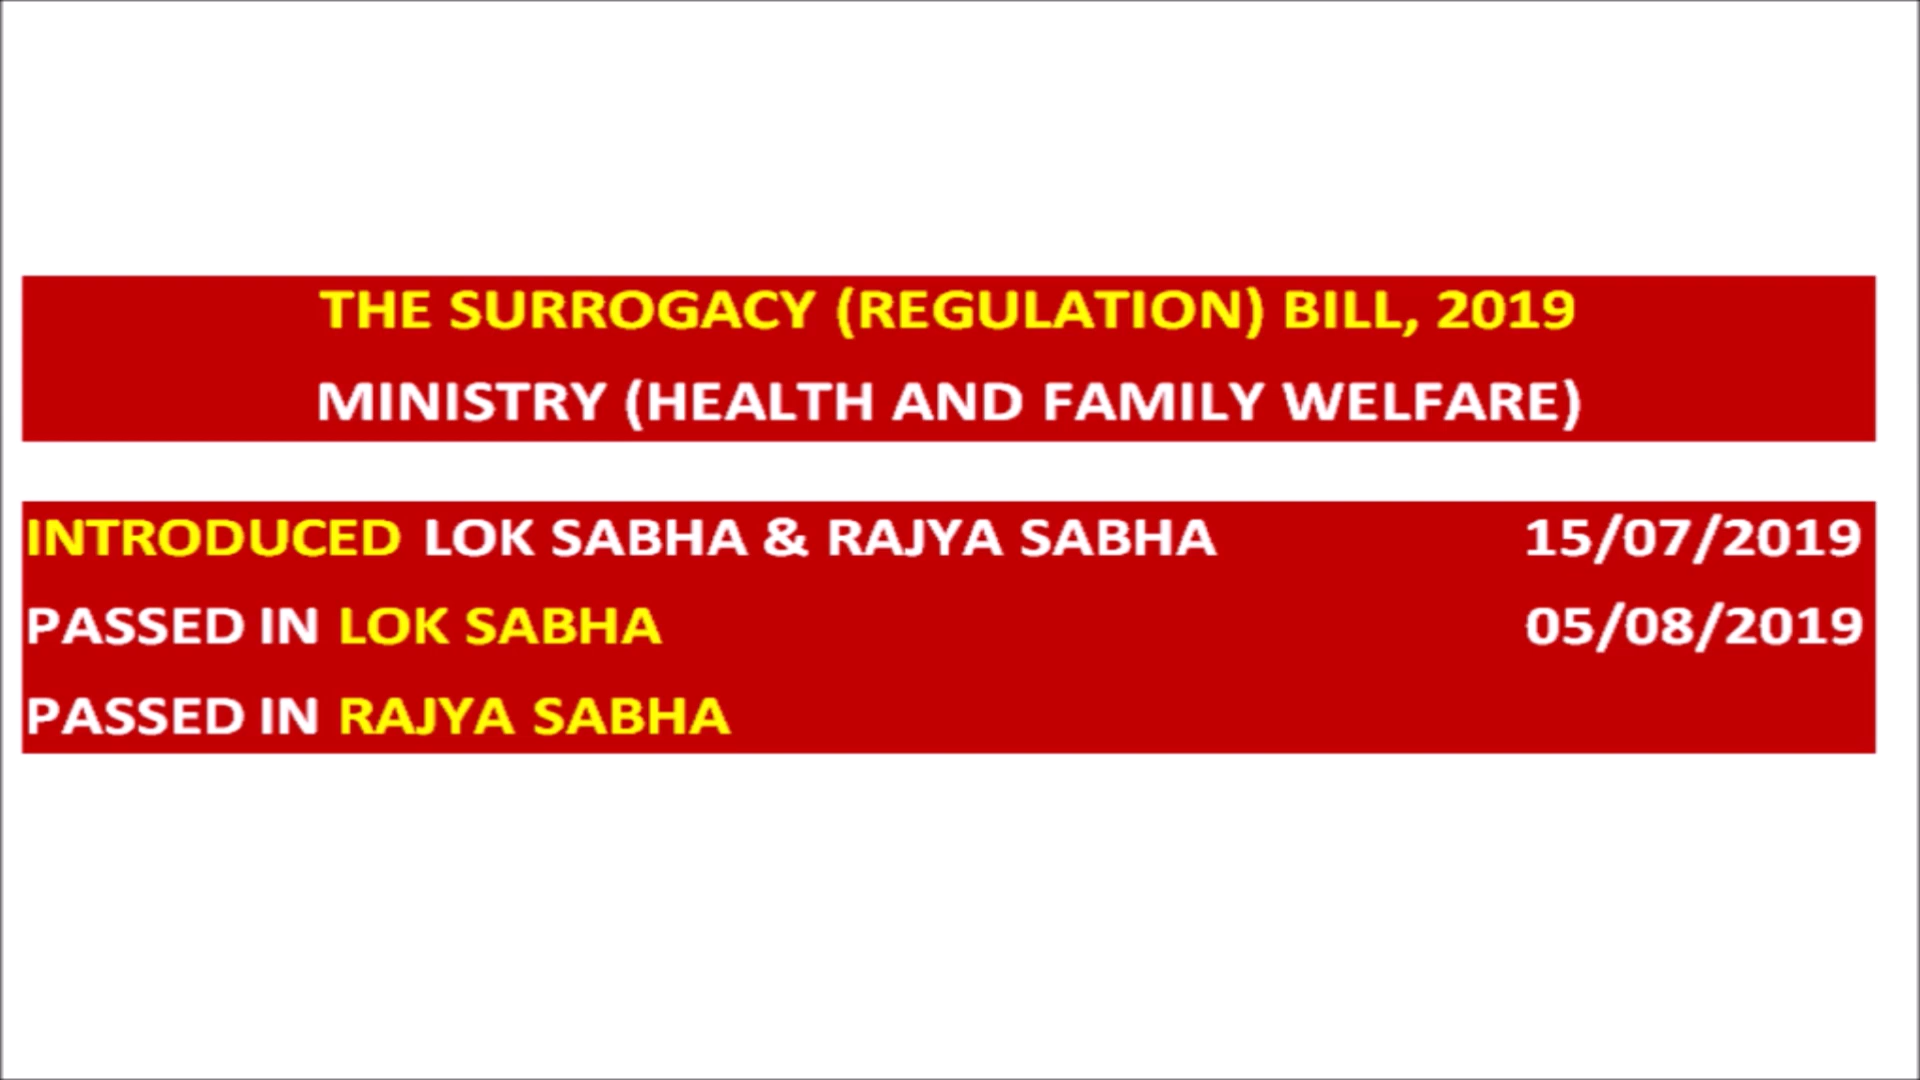 THE SURROGACY (REGULATION) BILL, 2019
MINISTRY (HEALTH AND FAMILY WELFARE)
INTRODUCED LOK SABHA & RAJYA SABHA 15/07/2019
PASSED IN LOK SABHA 05/08/2019
PASSED IN RAJYA SABHA